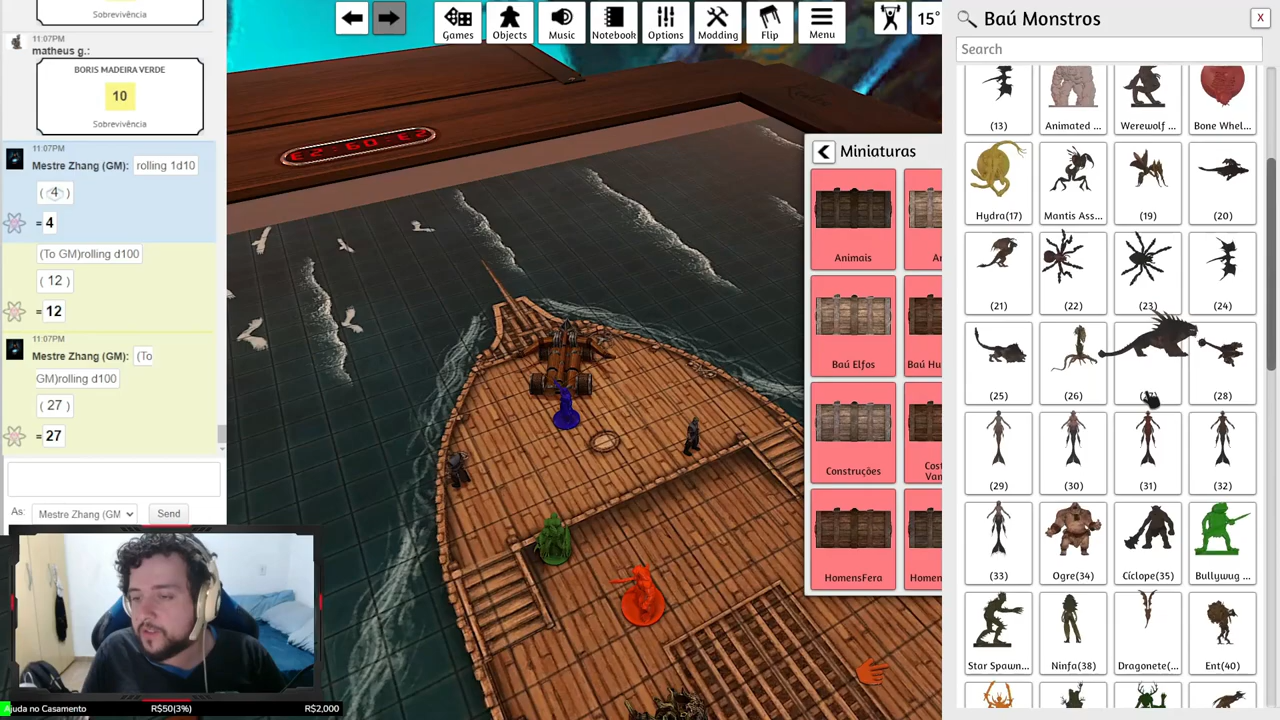 Sobrevivência
11:07PM
matheus g.:
BORIS MADEIRA VERDE
10
Sobrevivência
11:07PM
Mestre Zhang (GM): rolling 1d10
( 4 )
= 4
(To GM)rolling d100
( 12 )
= 12
11:07PM
Mestre Zhang (GM): (To
GM)rolling d100
( 27 )
= 27
As: Mestre Zhang (GM) Send
Ajuda no Casamento R$50(3%) R$2,000
Games Objects Music Notebook Options Modding Flip Menu 15°
Miniaturas
Animais
Baú Elfos
Construções
HomensFera
Baú Monstros X
Search
(13) Animated ... Werewolf ... Bone Whel...
Hydra(17) Mantis Ass... (19) (20)
(21) (22) (23) (24)
(25) (26) (28)
(29) (30) (31) (32)
(33) Ogre(34) Cíclope(35) Bullywug ...
Star Spawn... Ninfa(38) Dragonete(... Ent(40)